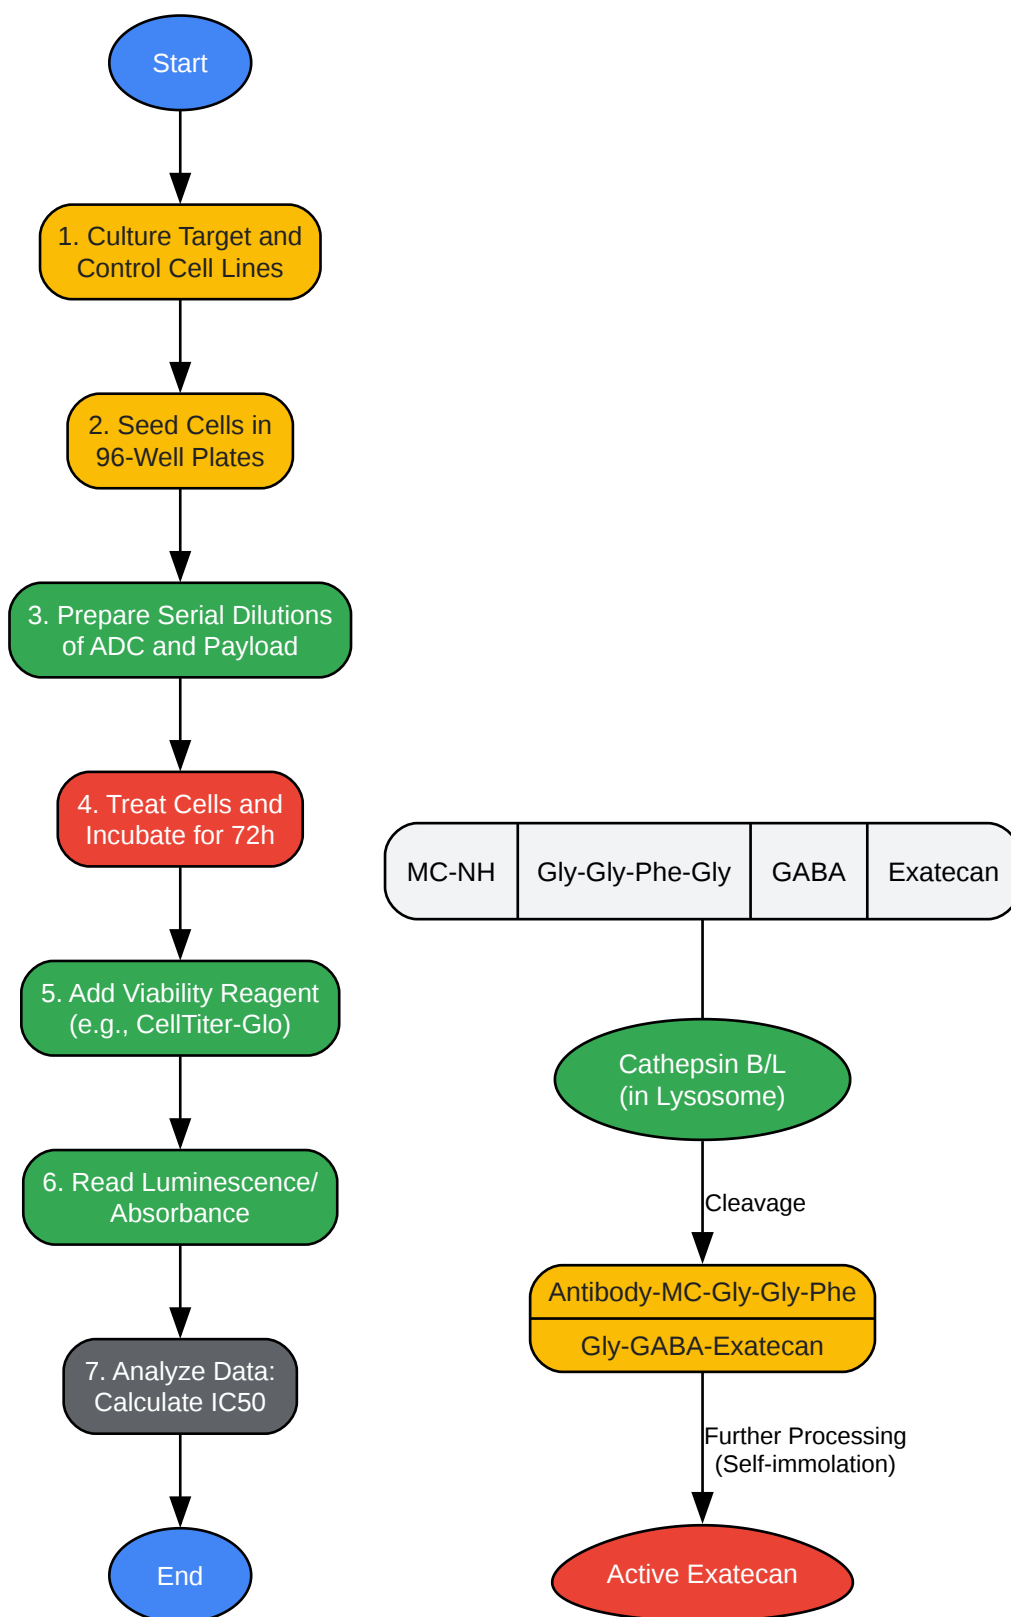 Start
1. Culture Target and
Control Cell Lines
2. Seed Cells in
96-Well Plates
3. Prepare Serial Dilutions
of ADC and Payload
4. Treat Cells and
Incubate for 72h
5. Add Viability Reagent
(e.g., CellTiter-Glo)
6. Read Luminescence/
Absorbance
7. Analyze Data:
Calculate IC50
End
MC-NH
Gly-Gly-Phe-Gly
GABA
Exatecan
Cathepsin B/L
(in Lysosome)
Cleavage
Antibody-MC-Gly-Gly-Phe
Gly-GABA-Exatecan
Further Processing
(Self-immolation)
Active Exatecan